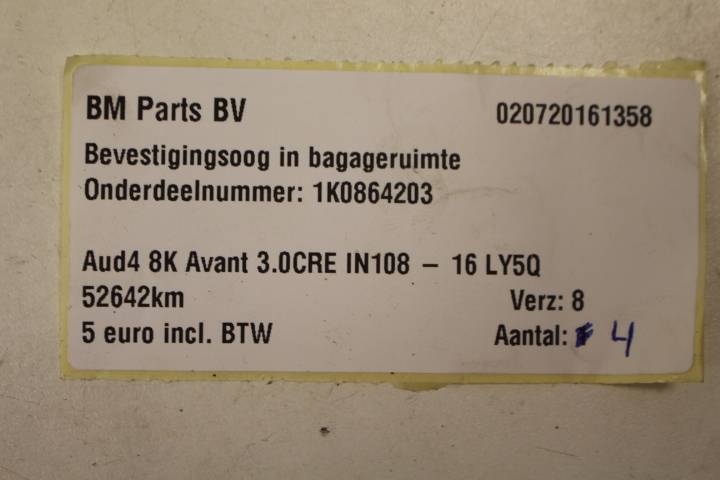 BM Parts BV 020720161358
Bevestigingsoog in bagageruimte
Onderdeelnummer: 1K0864203
Aud4 8K Avant 3.0CRE IN108 – 16 LY5Q
52642km Verz: 8
5 euro incl. BTW Aantal: 4